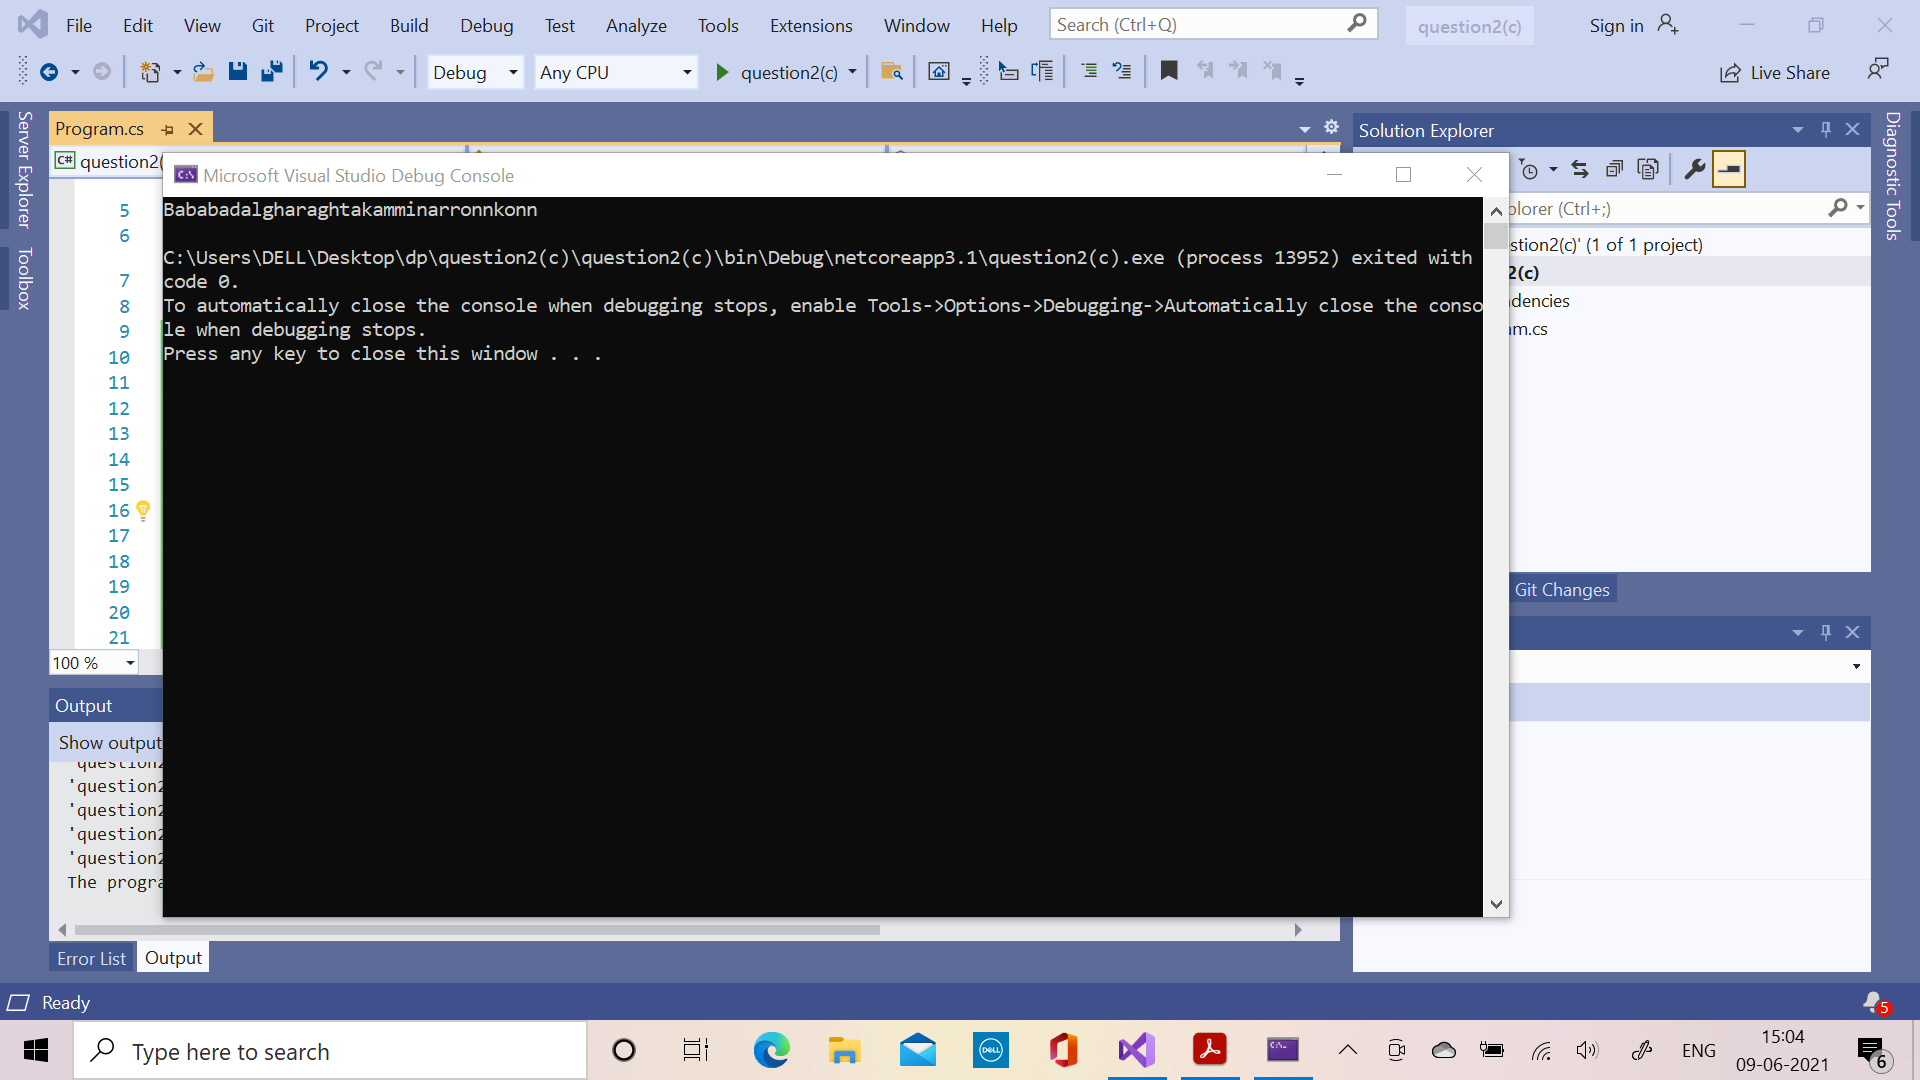 File Edit View Git Project Build Debug Test Analyze Tools Extensions Window Help Search (Ctrl+Q) question2(c) Sign in
Debug Any CPU question2(c) Live Share
Server Explorer
Toolbox
Program.cs
C# question2(
5
6
7
8
9
10
11
12
13
14
15
16
17
18
19
20
21
100 %
Microsoft Visual Studio Debug Console
Bababadalgharaghtakamminarronnkonn
C:\Users\DELL\Desktop\dp\question2(c)\question2(c)\bin\Debug\netcoreapp3.1\question2(c).exe (process 13952) exited with
code 0.
To automatically close the console when debugging stops, enable Tools->Options->Debugging->Automatically close the conso
le when debugging stops.
Press any key to close this window . . .
Solution Explorer
plorer (Ctrl+;)
stion2(c)' (1 of 1 project)
2(c)
dencies
m.cs
Git Changes
Diagnostic Tools
Output
Show output
'question2
'question2
'question2
'question2
'question2
The progra
Error List Output
Ready
5
Type here to search
DELL
C:\_
ENG
15:04
09-06-2021
6